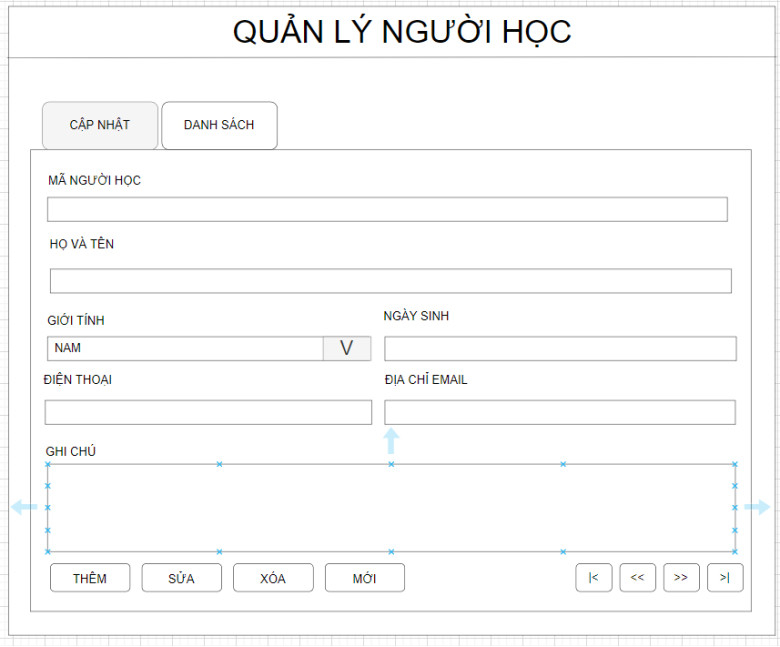 QUẢN LÝ NGƯỜI HỌC
CẬP NHẬT
DANH SÁCH
MÃ NGƯỜI HỌC
HỌ VÀ TÊN
GIỚI TÍNH
NGÀY SINH
NAM
V
ĐIỆN THOẠI
ĐỊA CHỈ EMAIL
GHI CHÚ
THÊM
SỬA
XÓA
MỚI
|<
<<
>>
>|